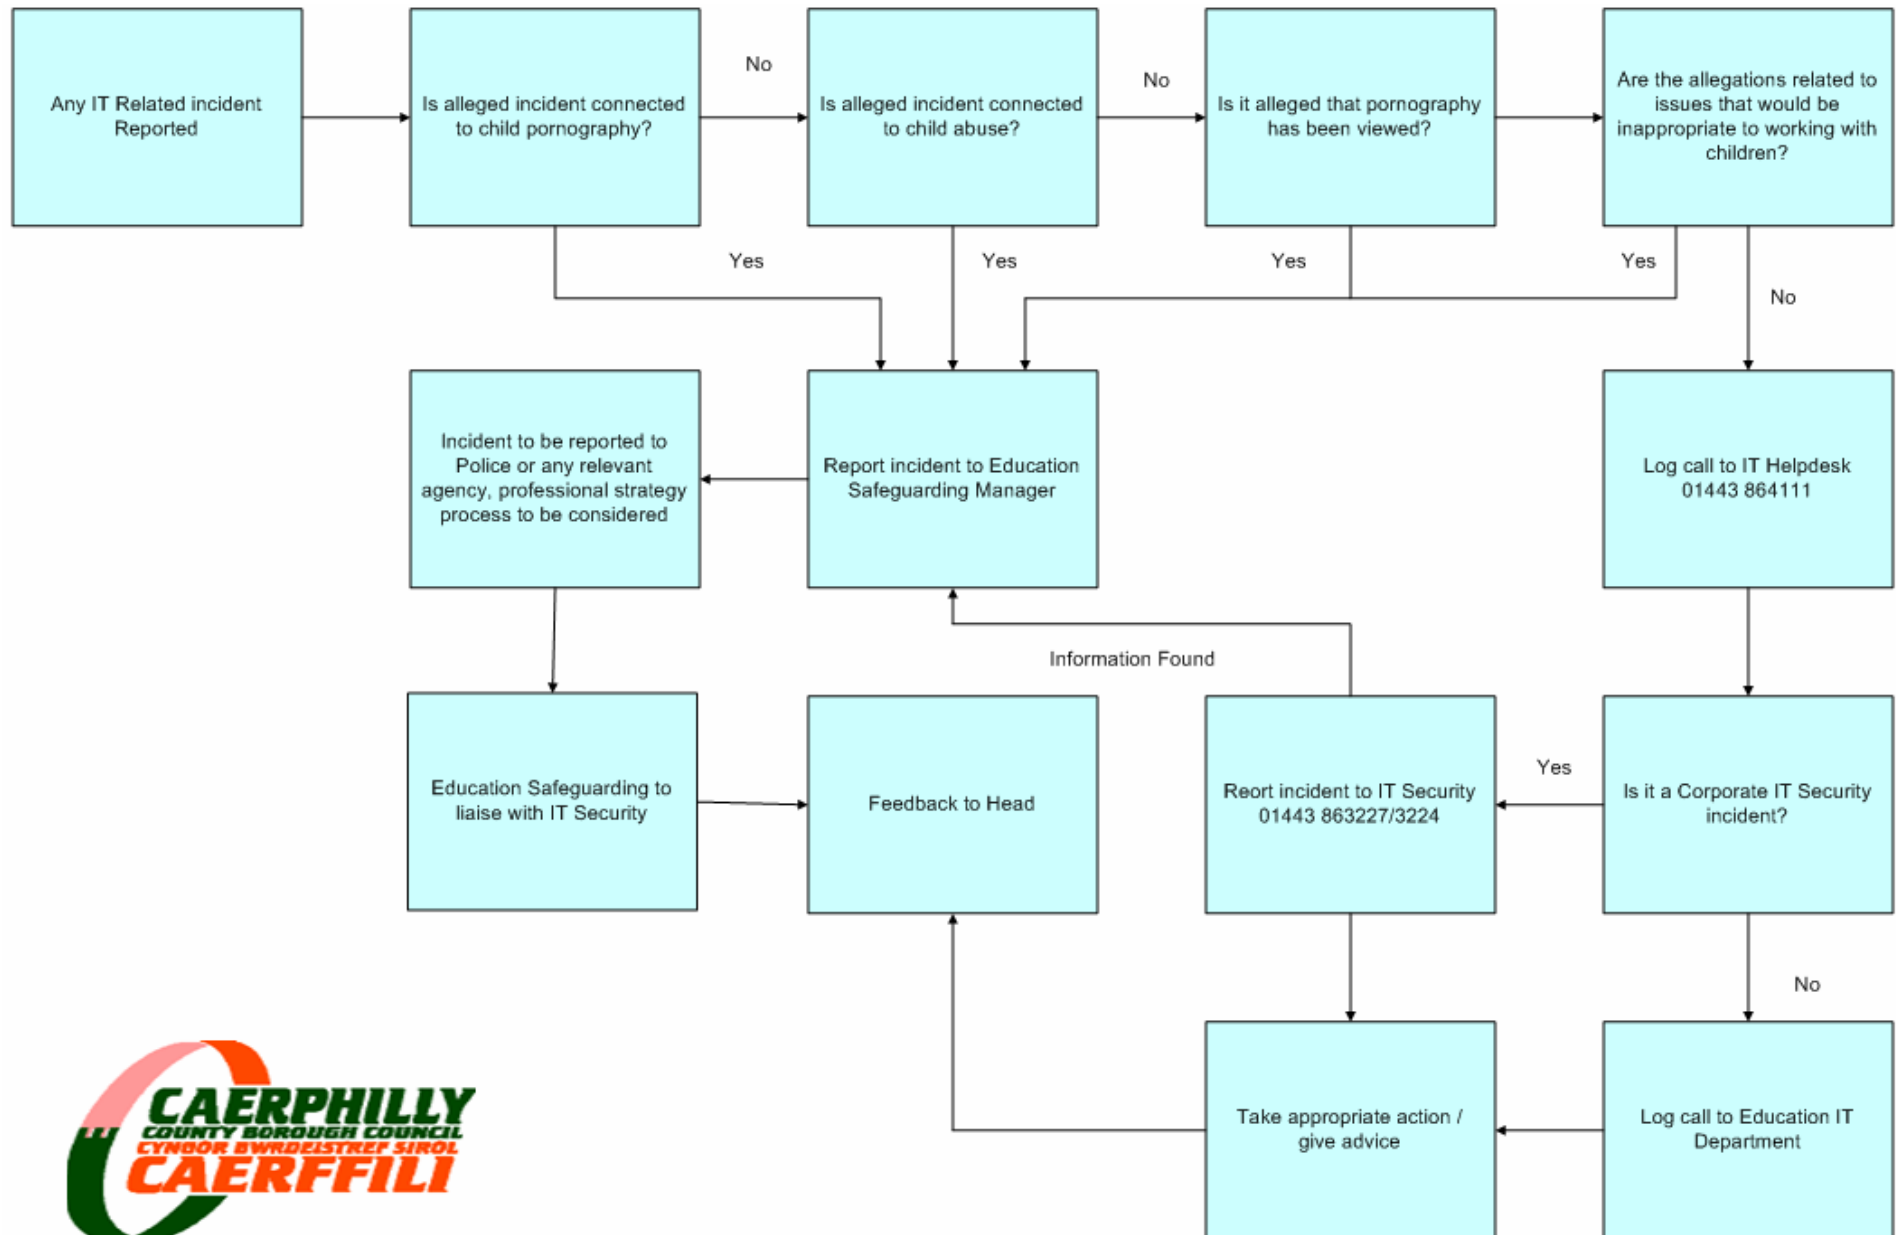 Any IT Related incident
Reported
Is alleged incident connected
to child pornography?
No
Is alleged incident connected
to child abuse?
No
Is it alleged that pornography
has been viewed?
Are the allegations related to
issues that would be
inappropriate to working with
children?
Yes
Yes
Yes
Yes
No
Incident to be reported to
Police or any relevant
agency, professional strategy
process to be considered
Report incident to Education
Safeguarding Manager
Log call to IT Helpdesk
01443 864111
Information Found
Education Safeguarding to
liaise with IT Security
Feedback to Head
Reort incident to IT Security
01443 863227/3224
Yes
Is it a Corporate IT Security
incident?
No
Take appropriate action /
give advice
Log call to Education IT
Department
CAERPHILLY
COUNTY BOROUGH COUNCIL
CYNGOR BWRDEISTREF SIROL
CAERFFILI